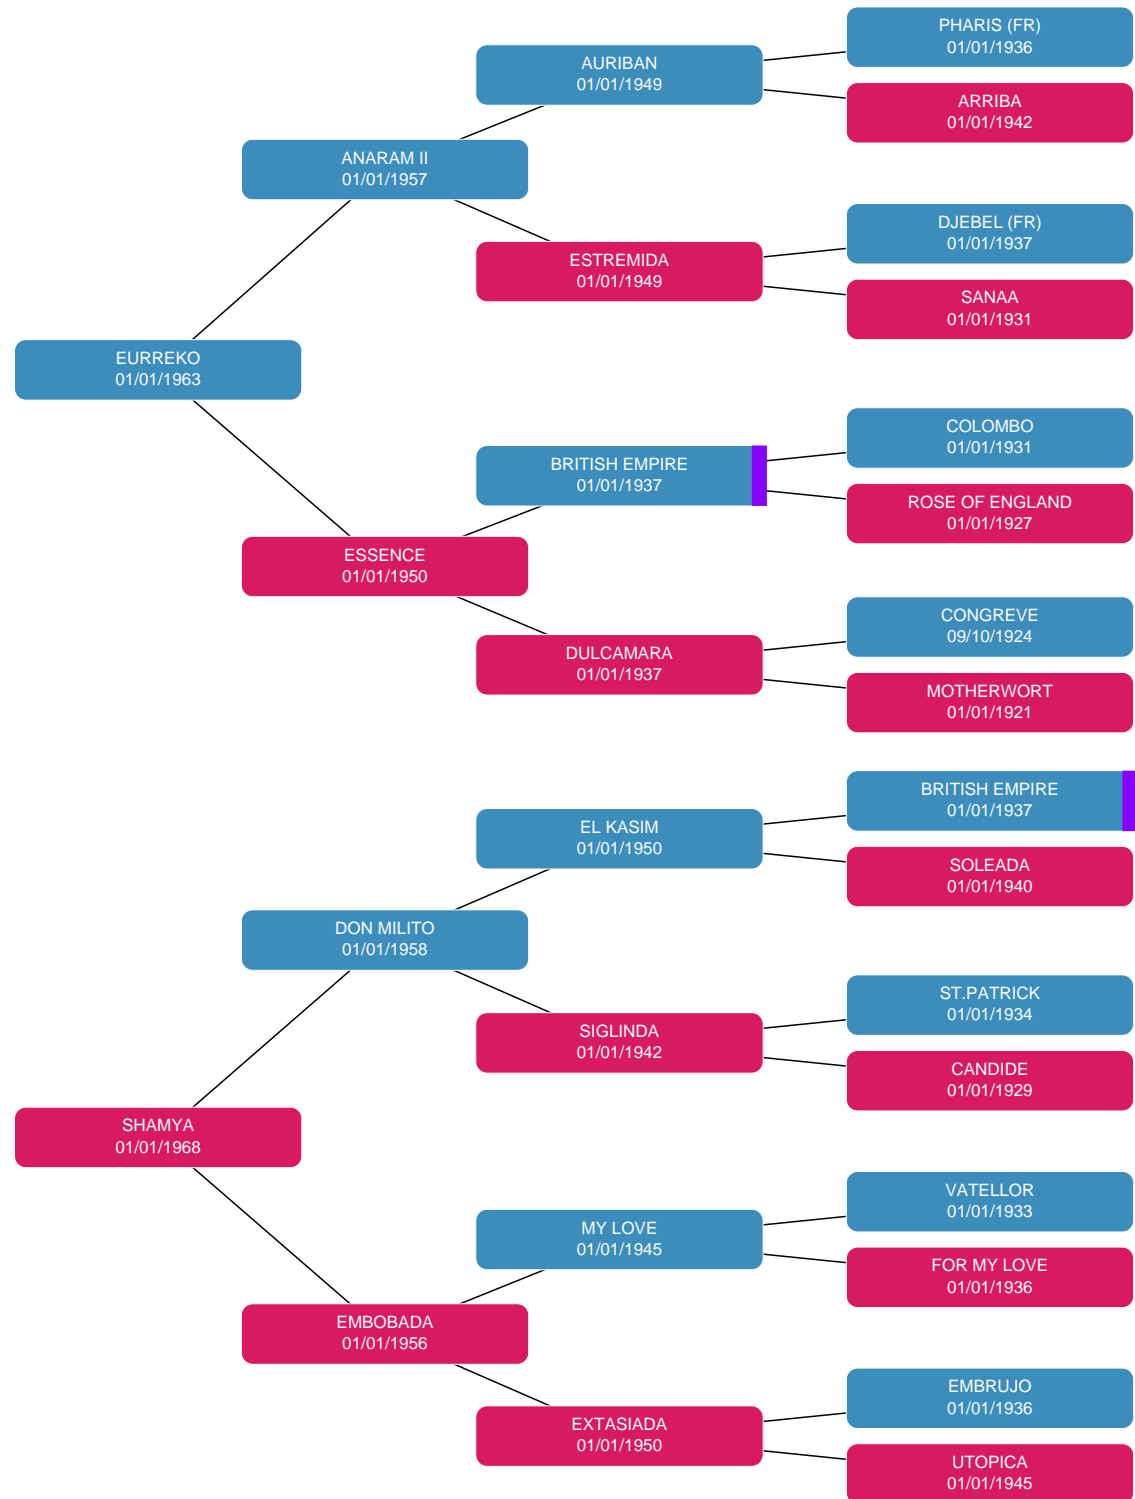 PHARIS (FR)
01/01/1936
AURIBAN
01/01/1949
ARRIBA
01/01/1942
ANARAM II
01/01/1957
DJEBEL (FR)
01/01/1937
ESTREMIDA
01/01/1949
SANAA
01/01/1931
EURREKO
01/01/1963
COLOMBO
01/01/1931
BRITISH EMPIRE
01/01/1937
ROSE OF ENGLAND
01/01/1927
ESSENCE
01/01/1950
CONGREVE
09/10/1924
DULCAMARA
01/01/1937
MOTHERWORT
01/01/1921
BRITISH EMPIRE
01/01/1937
EL KASIM
01/01/1950
SOLEADA
01/01/1940
DON MILITO
01/01/1958
ST.PATRICK
01/01/1934
SIGLINDA
01/01/1942
CANDIDE
01/01/1929
SHAMYA
01/01/1968
VATELLOR
01/01/1933
MY LOVE
01/01/1945
FOR MY LOVE
01/01/1936
EMBOBADA
01/01/1956
EMBRUJO
01/01/1936
EXTASIADA
01/01/1950
UTOPICA
01/01/1945